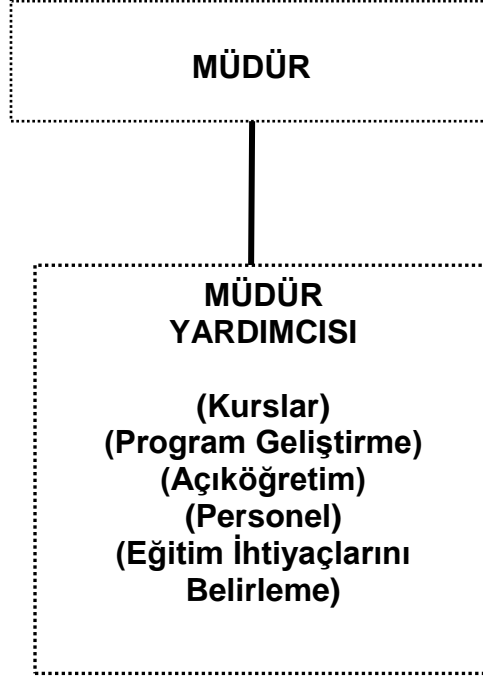 MÜDÜR
MÜDÜR
YARDIMCISI
(Kurslar)
(Program Geliştirme)
(Açıköğretim)
(Personel)
(Eğitim İhtiyaçlarını
Belirleme)